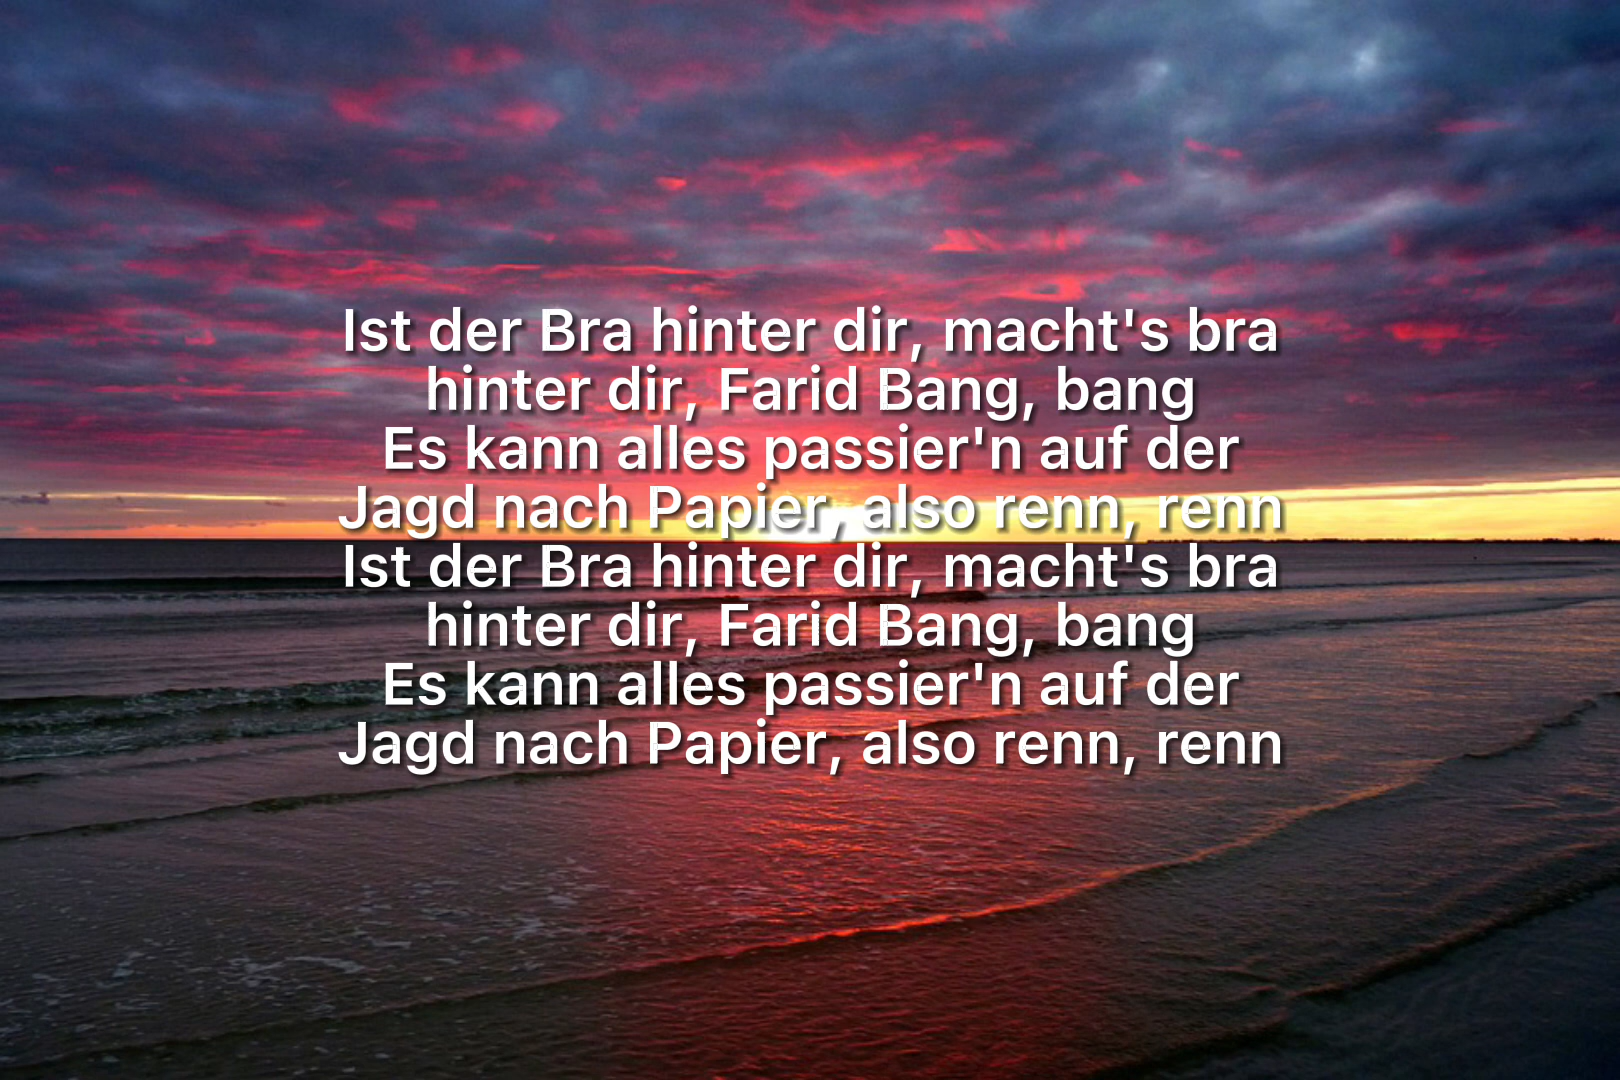 Ist der Bra hinter dir, macht's bra
hinter dir, Farid Bang, bang
Es kann alles passier'n auf der
Jagd nach Papier, also renn, renn
Ist der Bra hinter dir, macht's bra
hinter dir, Farid Bang, bang
Es kann alles passier'n auf der
Jagd nach Papier, also renn, renn